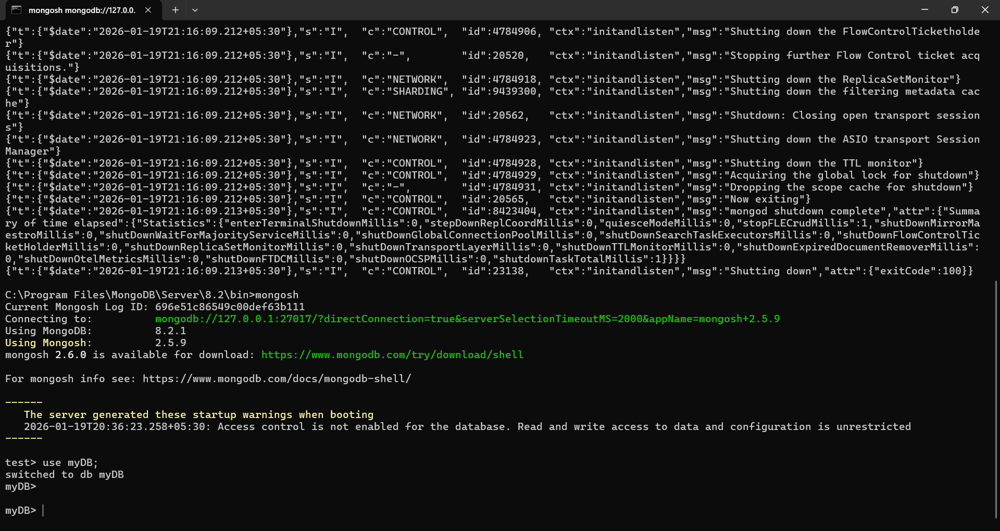 mongosh mongodb://127.0.0.
{"t":{"$date":"2026-01-19T21:16:09.212+05:30"},"s":"I",  "c":"CONTROL",  "id":4784906, "ctx":"initandlisten","msg":"Shutting down the FlowControlTicketholde
r"}
{"t":{"$date":"2026-01-19T21:16:09.212+05:30"},"s":"I",  "c":"-",        "id":20520,   "ctx":"initandlisten","msg":"Stopping further Flow Control ticket acq
uisitions."}
{"t":{"$date":"2026-01-19T21:16:09.212+05:30"},"s":"I",  "c":"NETWORK",  "id":4784918, "ctx":"initandlisten","msg":"Shutting down the ReplicaSetMonitor"}
{"t":{"$date":"2026-01-19T21:16:09.212+05:30"},"s":"I",  "c":"SHARDING", "id":9439300, "ctx":"initandlisten","msg":"Shutting down the filtering metadata cac
he"}
{"t":{"$date":"2026-01-19T21:16:09.212+05:30"},"s":"I",  "c":"NETWORK",  "id":20562,   "ctx":"initandlisten","msg":"Shutdown: Closing open transport session
s"}
{"t":{"$date":"2026-01-19T21:16:09.212+05:30"},"s":"I",  "c":"NETWORK",  "id":4784923, "ctx":"initandlisten","msg":"Shutting down the ASIO transport Session
Manager"}
{"t":{"$date":"2026-01-19T21:16:09.212+05:30"},"s":"I",  "c":"CONTROL",  "id":4784928, "ctx":"initandlisten","msg":"Shutting down the TTL monitor"}
{"t":{"$date":"2026-01-19T21:16:09.212+05:30"},"s":"I",  "c":"CONTROL",  "id":4784929, "ctx":"initandlisten","msg":"Acquiring the global lock for shutdown"}
{"t":{"$date":"2026-01-19T21:16:09.212+05:30"},"s":"I",  "c":"-",        "id":4784931, "ctx":"initandlisten","msg":"Dropping the scope cache for shutdown"}
{"t":{"$date":"2026-01-19T21:16:09.212+05:30"},"s":"I",  "c":"CONTROL",  "id":20565,   "ctx":"initandlisten","msg":"Now exiting"}
{"t":{"$date":"2026-01-19T21:16:09.213+05:30"},"s":"I",  "c":"CONTROL",  "id":8423404, "ctx":"initandlisten","msg":"mongod shutdown complete","attr":{"Summa
ry of time elapsed":{"Statistics":{"enterTerminalShutdownMillis":0,"stepDownReplCoordMillis":0,"quiesceModeMillis":0,"stopFLECrudMillis":1,"shutDownMirrorMa
estroMillis":0,"shutDownWaitForMajorityServiceMillis":0,"shutDownGlobalConnectionPoolMillis":0,"shutDownSearchTaskExecutorsMillis":0,"shutDownFlowControlTic
ketHolderMillis":0,"shutDownReplicaSetMonitorMillis":0,"shutDownTransportLayerMillis":0,"shutDownTTLMonitorMillis":0,"shutDownExpiredDocumentRemoverMillis":
0,"shutDownOtelMetricsMillis":0,"shutDownFTDCMillis":0,"shutDownOCSPMillis":0,"shutdownTaskTotalMillis":1}}}}
{"t":{"$date":"2026-01-19T21:16:09.213+05:30"},"s":"I",  "c":"CONTROL",  "id":23138,   "ctx":"initandlisten","msg":"Shutting down","attr":{"exitCode":100}}
C:\Program Files\MongoDB\Server\8.2\bin>mongosh
Current Mongosh Log ID: 696e51c86549c00def63b111
Connecting to:          mongodb://127.0.0.1:27017/?directConnection=true&serverSelectionTimeoutMS=2000&appName=mongosh+2.5.9
Using MongoDB:          8.2.1
Using Mongosh:          2.5.9
mongosh 2.6.0 is available for download: https://www.mongodb.com/try/download/shell
For mongosh info see: https://www.mongodb.com/docs/mongodb-shell/
------
   The server generated these startup warnings when booting
   2026-01-19T20:36:23.258+05:30: Access control is not enabled for the database. Read and write access to data and configuration is unrestricted
------
test> use myDB;
switched to db myDB
myDB>
myDB>